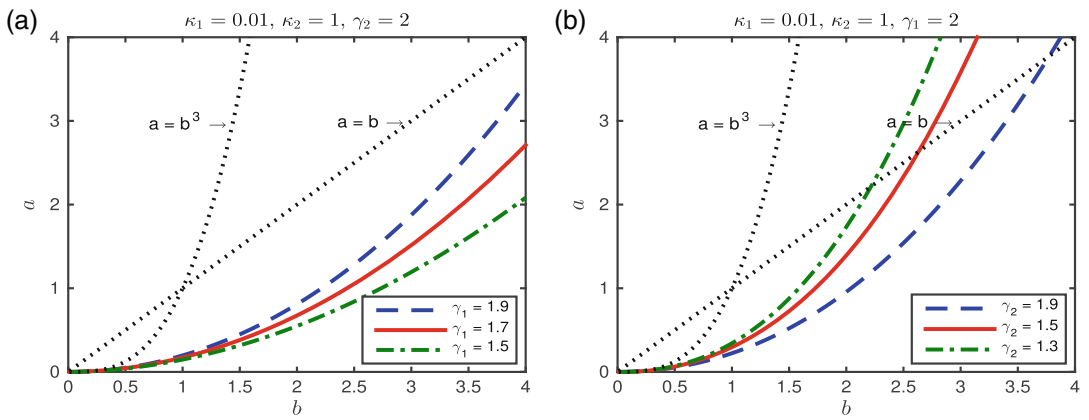 (a)
κ₁ = 0.01, κ₂ = 1, γ₂ = 2
4
3
2
1
0
a
a = b³ →
a = b →
γ₁ = 1.9
γ₁ = 1.7
γ₁ = 1.5
0 0.5 1 1.5 2 2.5 3 3.5 4
b
(b)
κ₁ = 0.01, κ₂ = 1, γ₁ = 2
4
3
2
1
0
a
a = b³ →
a = b →
γ₂ = 1.9
γ₂ = 1.5
γ₂ = 1.3
0 0.5 1 1.5 2 2.5 3 3.5 4
b